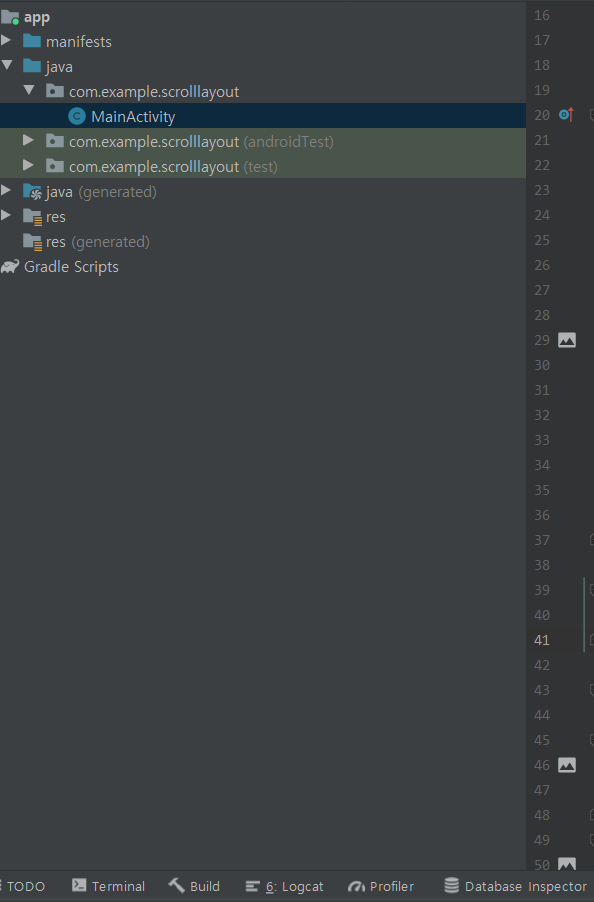 app
manifests
java
com.example.scrolllayout
MainActivity
com.example.scrolllayout (androidTest)
com.example.scrolllayout (test)
java (generated)
res
res (generated)
Gradle Scripts
16
17
18
19
20
21
22
23
24
25
26
27
28
29
30
31
32
33
34
35
36
37
38
39
40
41
42
43
44
45
46
47
48
49
50
TODO Terminal Build 6: Logcat Profiler Database Inspector